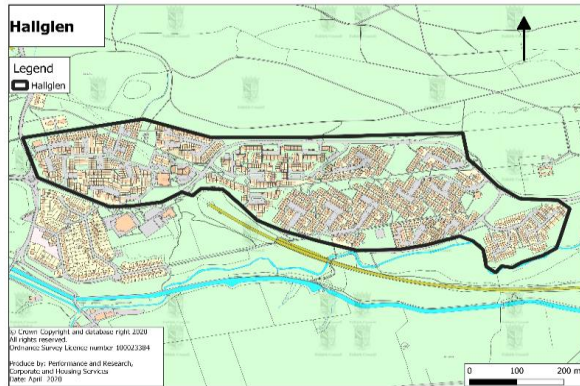 Hallglen
Legend
Hallglen
(c) Crown Copyright and database right 2020
All rights reserved.
Ordnance Survey Licence number 100023384
Produce by: Performance and Research,
Corporate and Housing Services
Date: April 2020
0 100 200 m